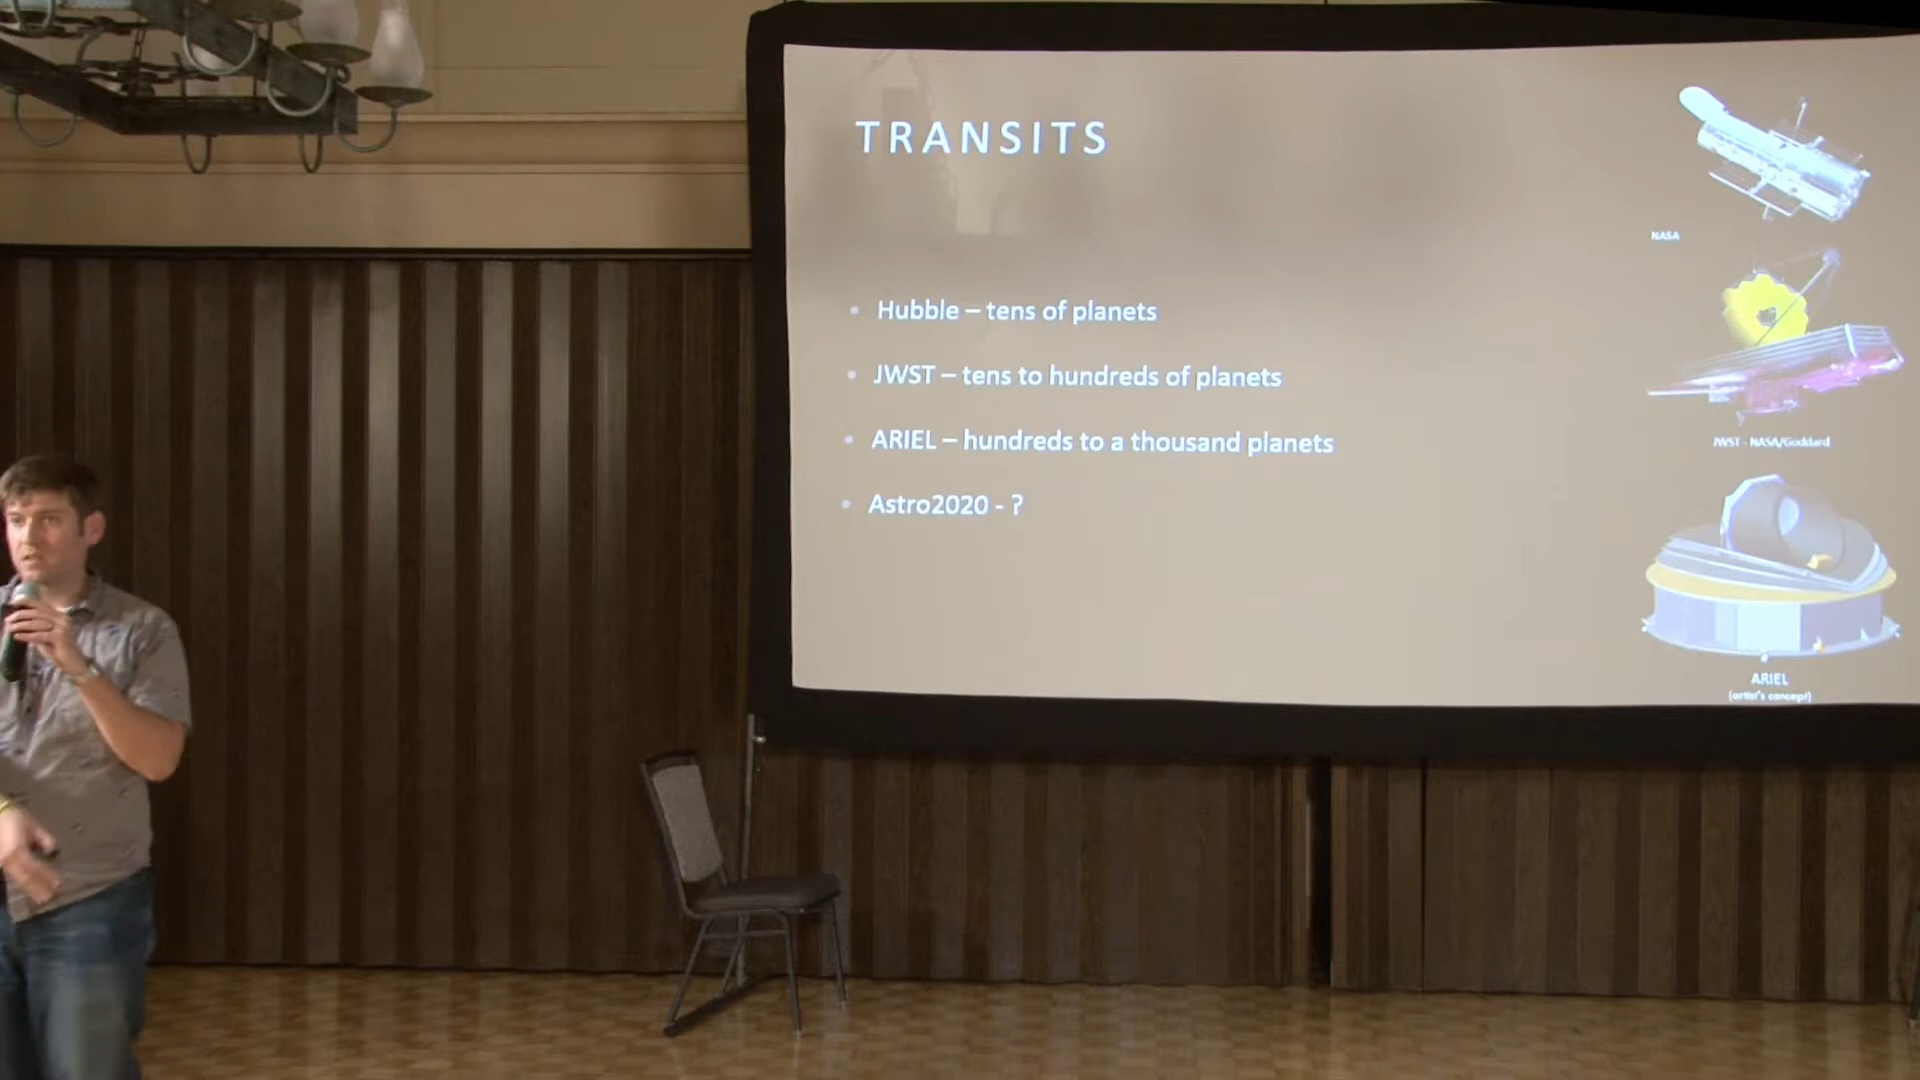 TRANSITS
NASA
• Hubble – tens of planets
• JWST – tens to hundreds of planets
• ARIEL – hundreds to a thousand planets
JWST - NASA/Goddard
• Astro2020 - ?
ARIEL
(artist's concept)